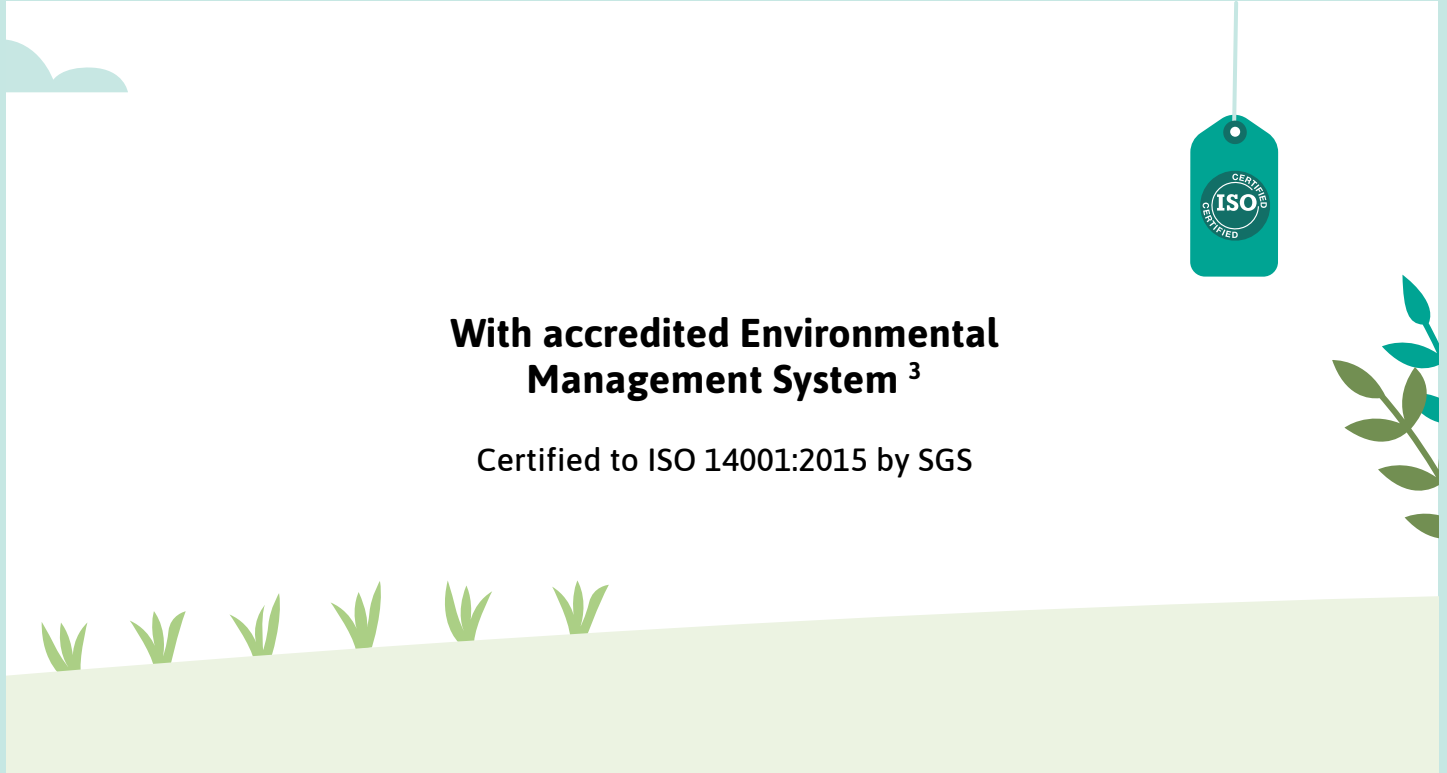 CERTIFIED
ISO
CERTIFIED
With accredited Environmental
Management System ³
Certified to ISO 14001:2015 by SGS